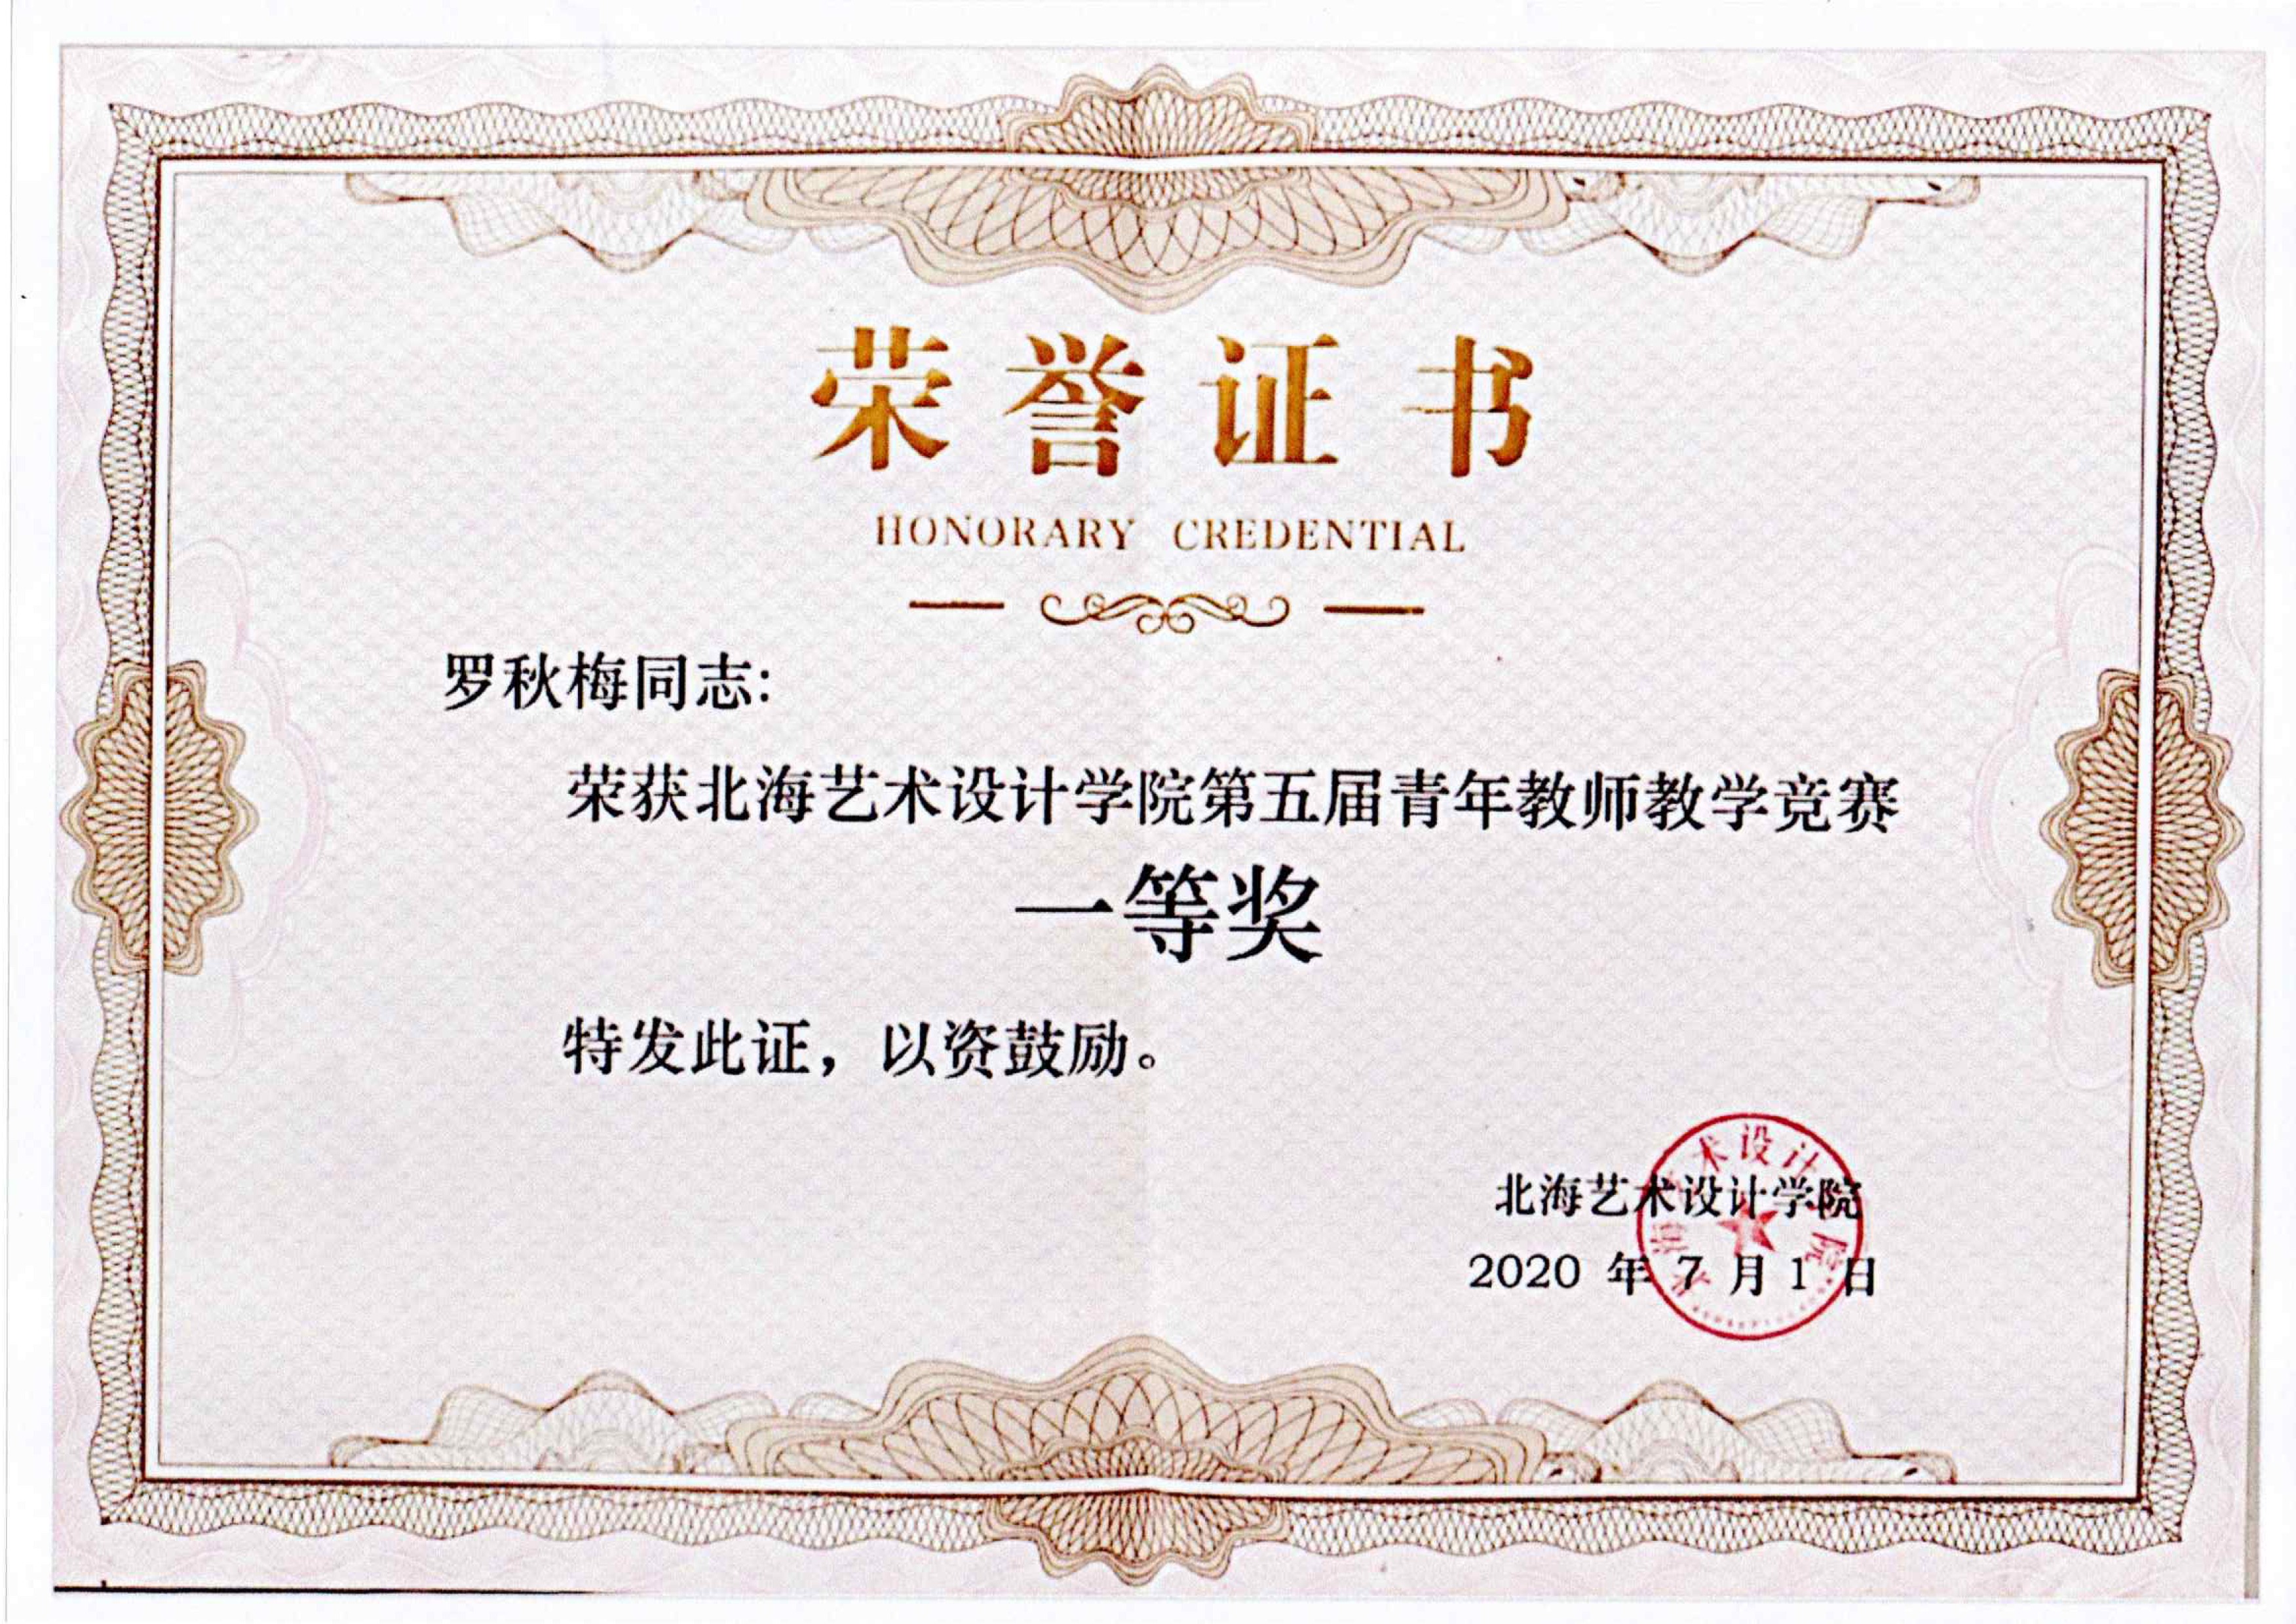 荣誉证书
HONORARY CREDENTIAL
罗秋梅同志:
荣获北海艺术设计学院第五届青年教师教学竞赛
一等奖
特发此证，以资鼓励。
北海艺术设计学院
2020 年 7 月 1 日